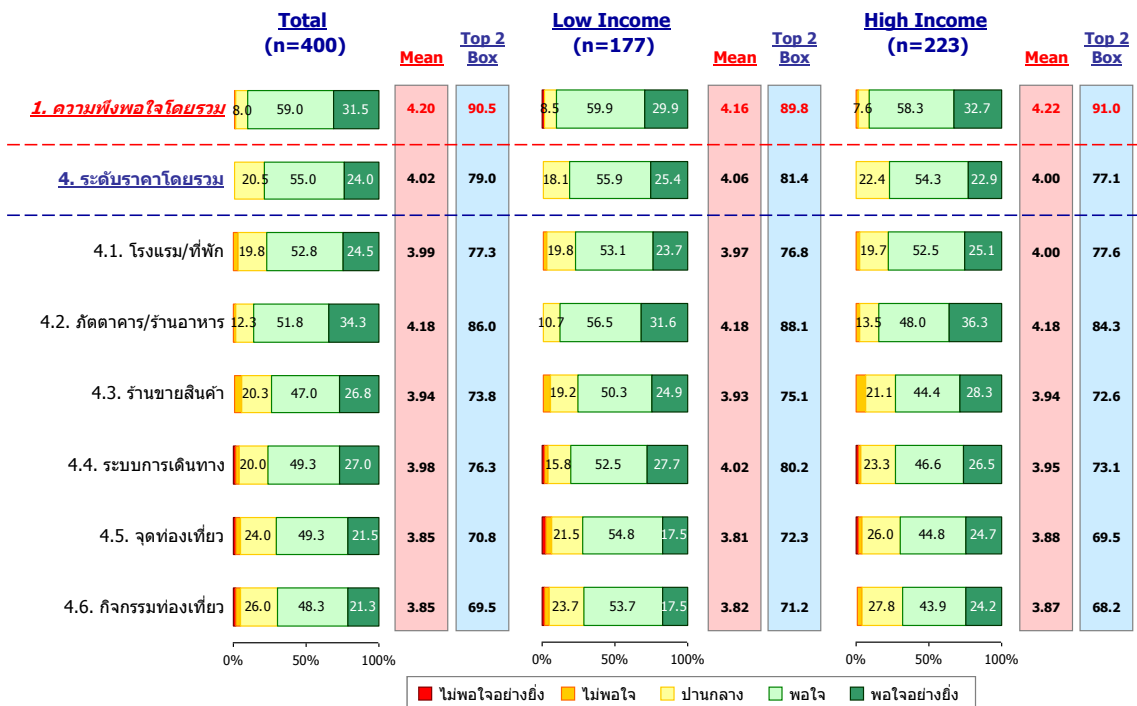 Total Low Income High Income
(n=400) (n=177) (n=223)
Mean Top 2 Box Mean Top 2 Box Mean Top 2 Box
1. ความพึงพอใจโดยรวม 8.0 59.0 31.5 4.20 90.5 8.5 59.9 29.9 4.16 89.8 7.6 58.3 32.7 4.22 91.0
4. ระดับราคาโดยรวม 20.5 55.0 24.0 4.02 79.0 18.1 55.9 25.4 4.06 81.4 22.4 54.3 22.9 4.00 77.1
4.1. โรงแรม/ที่พัก 19.8 52.8 24.5 3.99 77.3 19.8 53.1 23.7 3.97 76.8 19.7 52.5 25.1 4.00 77.6
4.2. ภัตตาคาร/ร้านอาหาร 12.3 51.8 34.3 4.18 86.0 10.7 56.5 31.6 4.18 88.1 13.5 48.0 36.3 4.18 84.3
4.3. ร้านขายสินค้า 20.3 47.0 26.8 3.94 73.8 19.2 50.3 24.9 3.93 75.1 21.1 44.4 28.3 3.94 72.6
4.4. ระบบการเดินทาง 20.0 49.3 27.0 3.98 76.3 15.8 52.5 27.7 4.02 80.2 23.3 46.6 26.5 3.95 73.1
4.5. จุดท่องเที่ยว 24.0 49.3 21.5 3.85 70.8 21.5 54.8 17.5 3.81 72.3 26.0 44.8 24.7 3.88 69.5
4.6. กิจกรรมท่องเที่ยว 26.0 48.3 21.3 3.85 69.5 23.7 53.7 17.5 3.82 71.2 27.8 43.9 24.2 3.87 68.2
0% 50% 100% 0% 50% 100% 0% 50% 100%
ไม่พอใจอย่างยิ่ง ไม่พอใจ ปานกลาง พอใจ พอใจอย่างยิ่ง